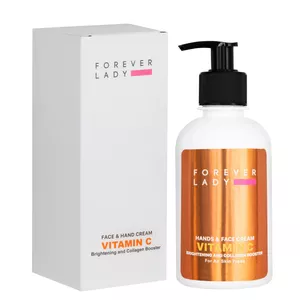 FOREVER
LADY
FACE & HAND CREAM
VITAMIN C
Brightening and Collagen Booster
FOREVER
LADY
HANDS & FACE CREAM
VITAMIN C
BRIGHTENING AND COLLAGEN BOOSTER
For All Skin Types